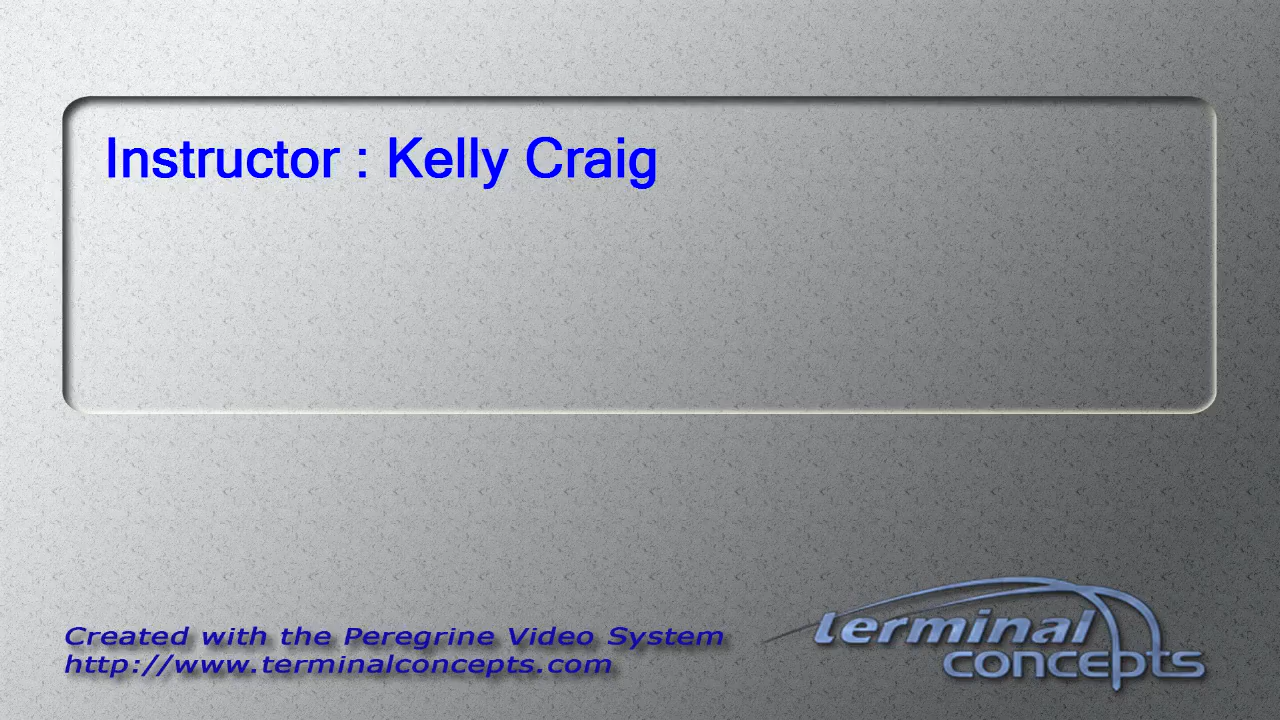 Instructor : Kelly Craig
Created with the Peregrine Video System
http://www.terminalconcepts.com
terminal
concepts